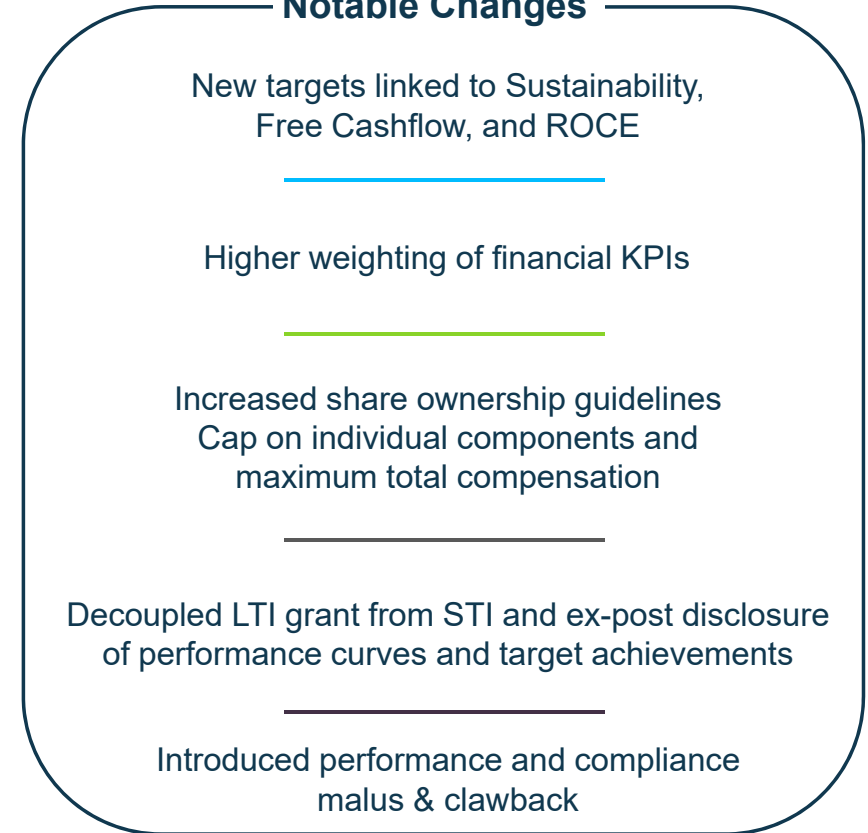 Notable Changes
New targets linked to Sustainability,
Free Cashflow, and ROCE
Higher weighting of financial KPIs
Increased share ownership guidelines
Cap on individual components and
maximum total compensation
Decoupled LTI grant from STI and ex-post disclosure
of performance curves and target achievements
Introduced performance and compliance
malus & clawback